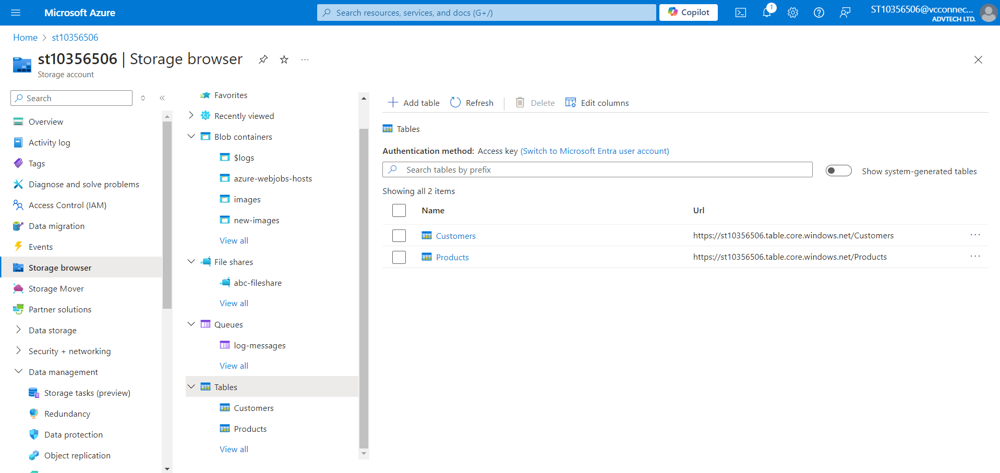 Microsoft Azure
Search resources, services, and docs (G+/)
Copilot
1
ST10356506@vcconnec...
ADVTECH LTD.
Home > st10356506
st10356506 | Storage browser
...
Storage account
Search
Overview
Activity log
Tags
Diagnose and solve problems
Access Control (IAM)
Data migration
Events
Storage browser
Storage Mover
Partner solutions
Data storage
Security + networking
Data management
Storage tasks (preview)
Redundancy
Data protection
Object replication
Favorites
Recently viewed
Blob containers
$logs
azure-webjobs-hosts
images
new-images
View all
File shares
abc-fileshare
View all
Queues
log-messages
View all
Tables
Customers
Products
View all
Add table Refresh Delete Edit columns
Tables
Authentication method: Access key (Switch to Microsoft Entra user account)
Search tables by prefix
Show system-generated tables
Showing all 2 items
Name Url
Customers https://st10356506.table.core.windows.net/Customers ...
Products https://st10356506.table.core.windows.net/Products ...